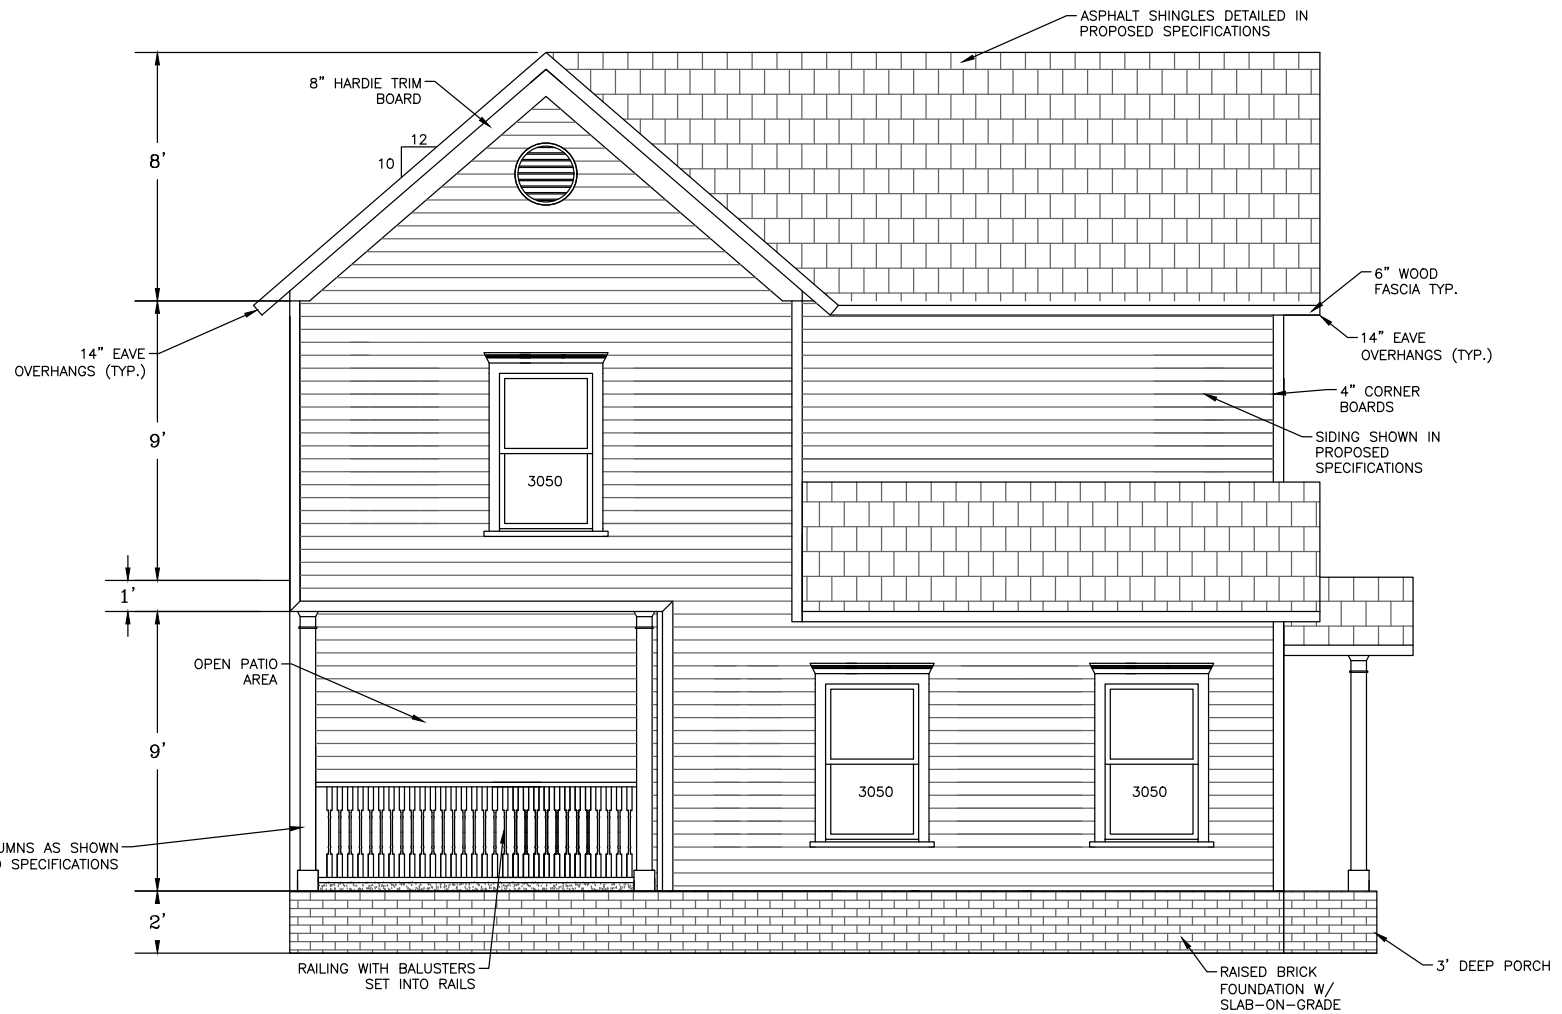 ASPHALT SHINGLES DETAILED IN
PROPOSED SPECIFICATIONS
8" HARDIE TRIM
BOARD
12
10
8'
6" WOOD
FASCIA TYP.
14" EAVE
OVERHANGS (TYP.)
14" EAVE
OVERHANGS (TYP.)
4" CORNER
BOARDS
9'
SIDING SHOWN IN
PROPOSED
SPECIFICATIONS
3050
1'
OPEN PATIO
AREA
9'
3050
3050
UMNS AS SHOWN
SPECIFICATIONS
2'
RAILING WITH BALUSTERS
SET INTO RAILS
RAISED BRICK
FOUNDATION W/
SLAB-ON-GRADE
3' DEEP PORCH